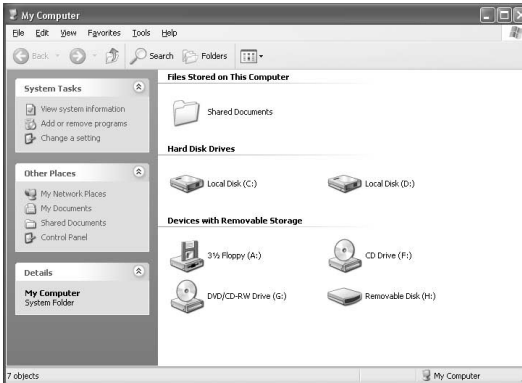 My Computer
File Edit View Favorites Tools Help
Back Search Folders
System Tasks
View system information
Add or remove programs
Change a setting
Other Places
My Network Places
My Documents
Shared Documents
Control Panel
Details
My Computer
System Folder
Files Stored on This Computer
Shared Documents
Hard Disk Drives
Local Disk (C:) Local Disk (D:)
Devices with Removable Storage
3½ Floppy (A:) CD Drive (F:)
DVD/CD-RW Drive (G:) Removable Disk (H:)
7 objects My Computer